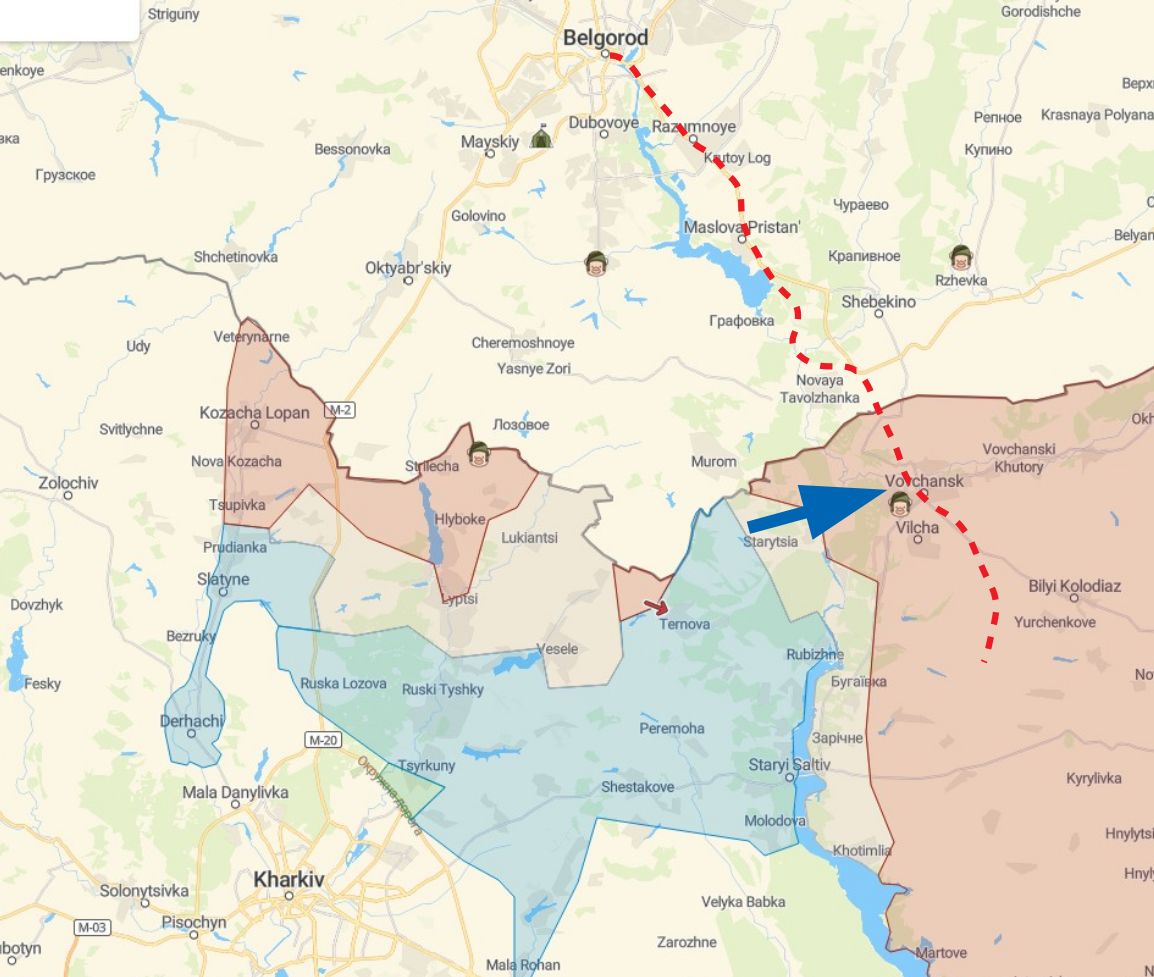 Striguny
Gorodishche
Belgorod
enkoye
Верх
Репное
Krasnaya Polyana
Dubovoye
Razumnoye
вка
Mayskiy
Bessonovka
Krutoy Log
Купино
Грузское
Чураево
Golovino
Maslova Pristan'
Belyan
Shchetinovka
Oktyabr'skiy
Крапивное
Rzhevka
Shebekino
Графовка
Veterynarne
Udy
Cheremoshnoye
Yasnye Zori
Novaya
Tavolzhanka
Kozacha Lopan
M-2
Svitlychne
Лозовое
Okh
Nova Kozacha
Strilecha
Murom
Vovchanski
Khutory
Zolochiv
Vovchansk
Tsupivka
Hlyboke
Vilcha
Lukiantsi
Starytsia
Prudianka
Slatyne
Lyptsi
Bilyi Kolodiaz
Dovzhyk
Ternova
Yurchenkove
Bezruky
Vesele
Rubizhne
Fesky
Ruska Lozova
Ruski Tyshky
Бугаївка
No
Derhachi
Peremoha
M-20
Зарічне
Tsyrkuny
Staryi Saltiv
Окружна дорога
Kyrylivka
Mala Danylivka
Shestakove
Molodova
Hnylytsi
Khotimlia
Hnyl
Kharkiv
Solonytsivka
Velyka Babka
M-03
Pisochyn
Zarozhne
ubotyn
Martove
Mala Rohan
N